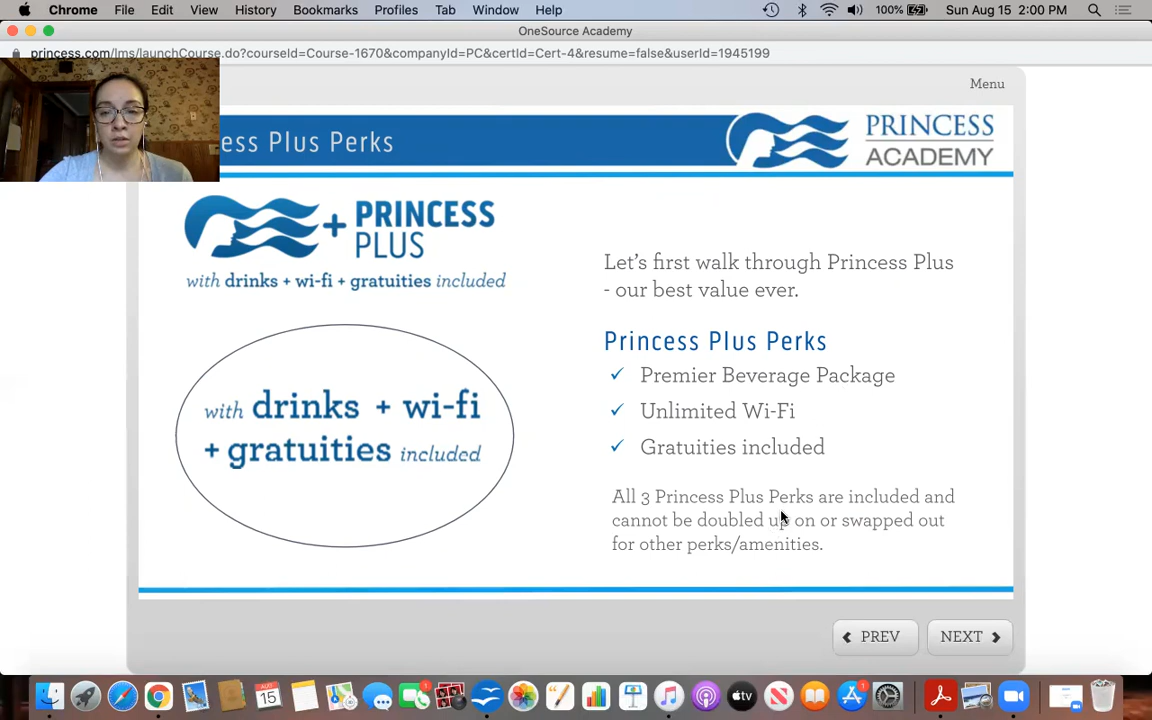 Chrome File Edit View History Bookmarks Profiles Tab Window Help 100% Sun Aug 15 2:00 PM
OneSource Academy
princess.com/lms/launchCourse.do?courseId=Course-1670&companyId=PC&certId=Cert-4&resume=false&userId=1945199
Menu
ess Plus Perks
PRINCESS
ACADEMY
+ PRINCESS
PLUS
with drinks + wi-fi + gratuities included
Let's first walk through Princess Plus
- our best value ever.
Princess Plus Perks
✓ Premier Beverage Package
✓ Unlimited Wi-Fi
✓ Gratuities included
with drinks + wi-fi
+ gratuities included
All 3 Princess Plus Perks are included and
cannot be doubled up on or swapped out
for other perks/amenities.
PREV
NEXT
AUG
15
1
tv
1